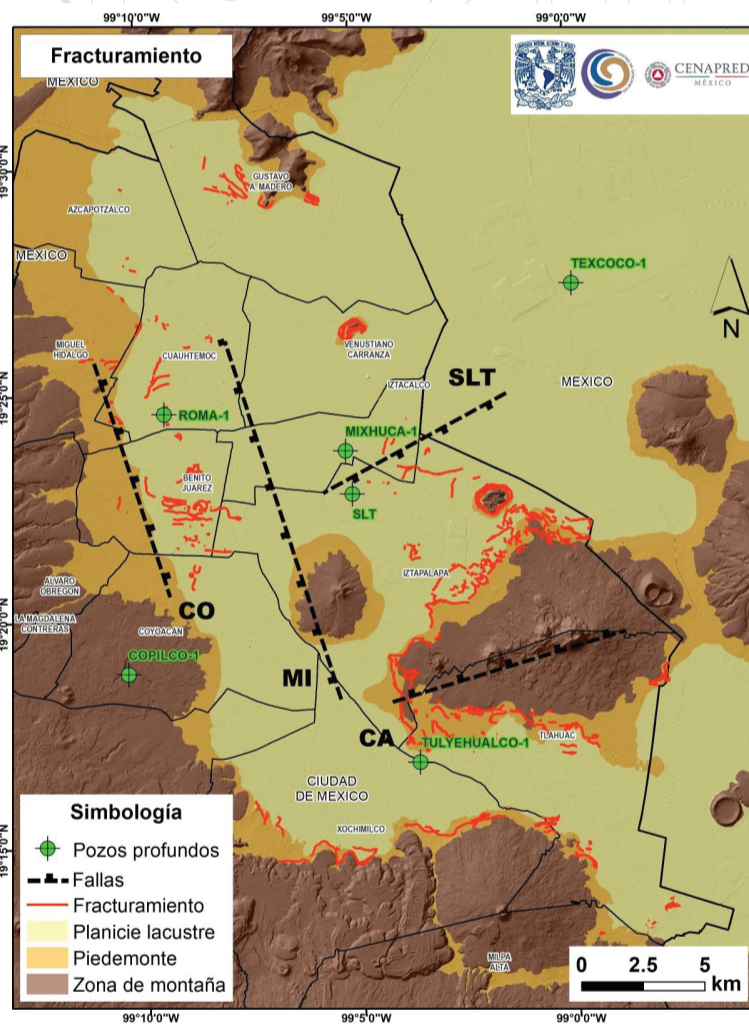 99°10'0"W
99°5'0"W
99°0'0"W
Fracturamiento
CENAPRED
MÉXICO
MEXICO
19°30'0"N
GUSTAVO
A. MADERO
AZCAPOTZALCO
MEXICO
TEXCOCO-1
N
MIGUEL
HIDALGO
CUAUHTEMOC
VENUSTIANO
CARRANZA
SLT
MEXICO
IZTACALCO
19°25'0"N
ROMA-1
MIXHUCA-1
BENITO
JUAREZ
SLT
IZTAPALAPA
ALVARO
OBREGON
CO
LA MAGDALENA
CONTRERAS
19°20'0"N
COYOACAN
COPILCO-1
MI
CA
TULYEHUALCO-1
TLAHUAC
CIUDAD
DE MEXICO
XOCHIMILCO
19°15'0"N
Simbología
Pozos profundos
Fallas
Fracturamiento
Planicie lacustre
Piedemonte
Zona de montaña
MILPA
ALTA
0 2.5 5
km
99°10'0"W
99°5'0"W
99°0'0"W